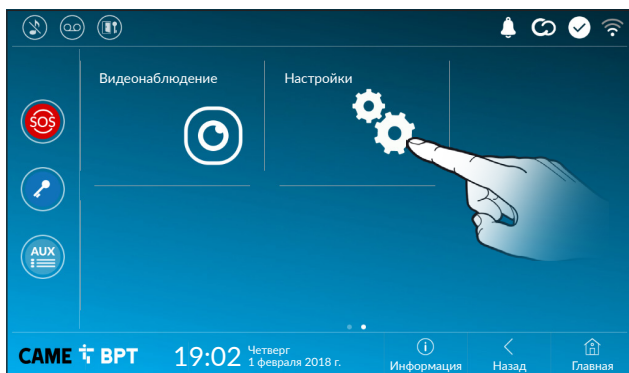 Видеонаблюдение
Настройки
SOS
AUX
CAME BPT
19:02
Четверг
1 февраля 2018 г.
Информация
Назад
Главная